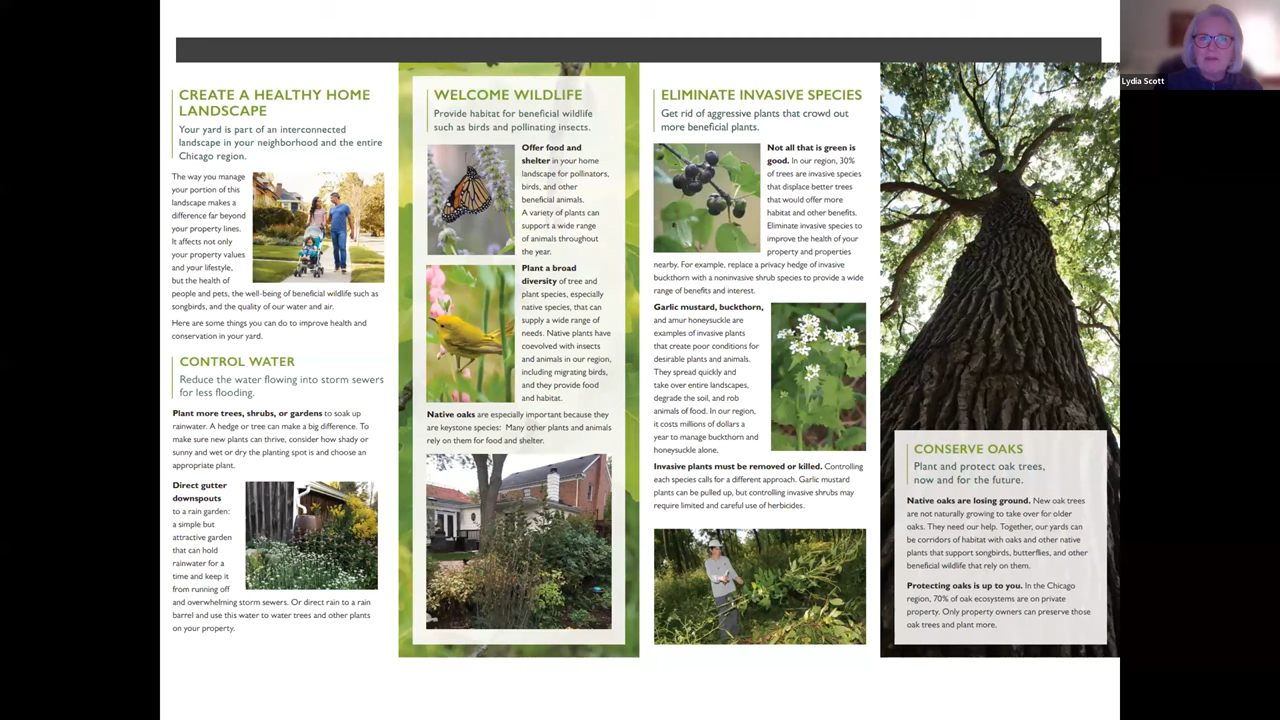 Lydia Scott
CREATE A HEALTHY HOME
LANDSCAPE
Your yard is part of an interconnected
landscape in your neighborhood and the entire
Chicago region.
The way you manage
your portion of this
landscape makes a
difference far beyond
your property lines.
It affects not only
your property values
and your lifestyle,
but the health of
people and pets, the well-being of beneficial wildlife such as
songbirds, and the quality of our water and air.
Here are some things you can do to improve health and
conservation in your yard.
CONTROL WATER
Reduce the water flowing into storm sewers
for less flooding.
Plant more trees, shrubs, or gardens to soak up
rainwater. A hedge or tree can make a big difference. To
make sure new plants can thrive, consider how shady or
sunny and wet or dry the planting spot is and choose an
appropriate plant.
Direct gutter
downspouts
to a rain garden:
a simple but
attractive garden
that can hold
rainwater for a
time and keep it
from running off
and overwhelming storm sewers. Or direct rain to a rain
barrel and use this water to water trees and other plants
on your property.
WELCOME WILDLIFE
Provide habitat for beneficial wildlife
such as birds and pollinating insects.
Offer food and
shelter in your home
landscape for pollinators,
birds, and other
beneficial animals.
A variety of plants can
support a wide range
of animals throughout
the year.
Plant a broad
diversity of tree and
plant species, especially
native species, that can
supply a wide range of
needs. Native plants have
coevolved with insects
and animals in our region,
including migrating birds,
and they provide food
and habitat.
Native oaks are especially important because they
are keystone species: Many other plants and animals
rely on them for food and shelter.
ELIMINATE INVASIVE SPECIES
Get rid of aggressive plants that crowd out
more beneficial plants.
Not all that is green is
good. In our region, 30%
of trees are invasive species
that displace better trees
that would offer more
habitat and other benefits.
Eliminate invasive species to
improve the health of your
property and properties
nearby. For example, replace a privacy hedge of invasive
buckthorn with a noninvasive shrub species to provide a wide
range of benefits and interest.
Garlic mustard, buckthorn,
and amur honeysuckle are
examples of invasive plants
that create poor conditions for
desirable plants and animals.
They spread quickly and
take over entire landscapes,
degrade the soil, and rob
animals of food. In our region,
it costs millions of dollars a
year to manage buckthorn and
honeysuckle alone.
Invasive plants must be removed or killed. Controlling
each species calls for a different approach. Garlic mustard
plants can be pulled up, but controlling invasive shrubs may
require limited and careful use of herbicides.
CONSERVE OAKS
Plant and protect oak trees,
now and for the future.
Native oaks are losing ground. New oak trees
are not naturally growing to take over for older
oaks. They need our help. Together, our yards can
be corridors of habitat with oaks and other native
plants that support songbirds, butterflies, and other
beneficial wildlife that rely on them.
Protecting oaks is up to you. In the Chicago
region, 70% of oak ecosystems are on private
property. Only property owners can preserve those
oak trees and plant more.